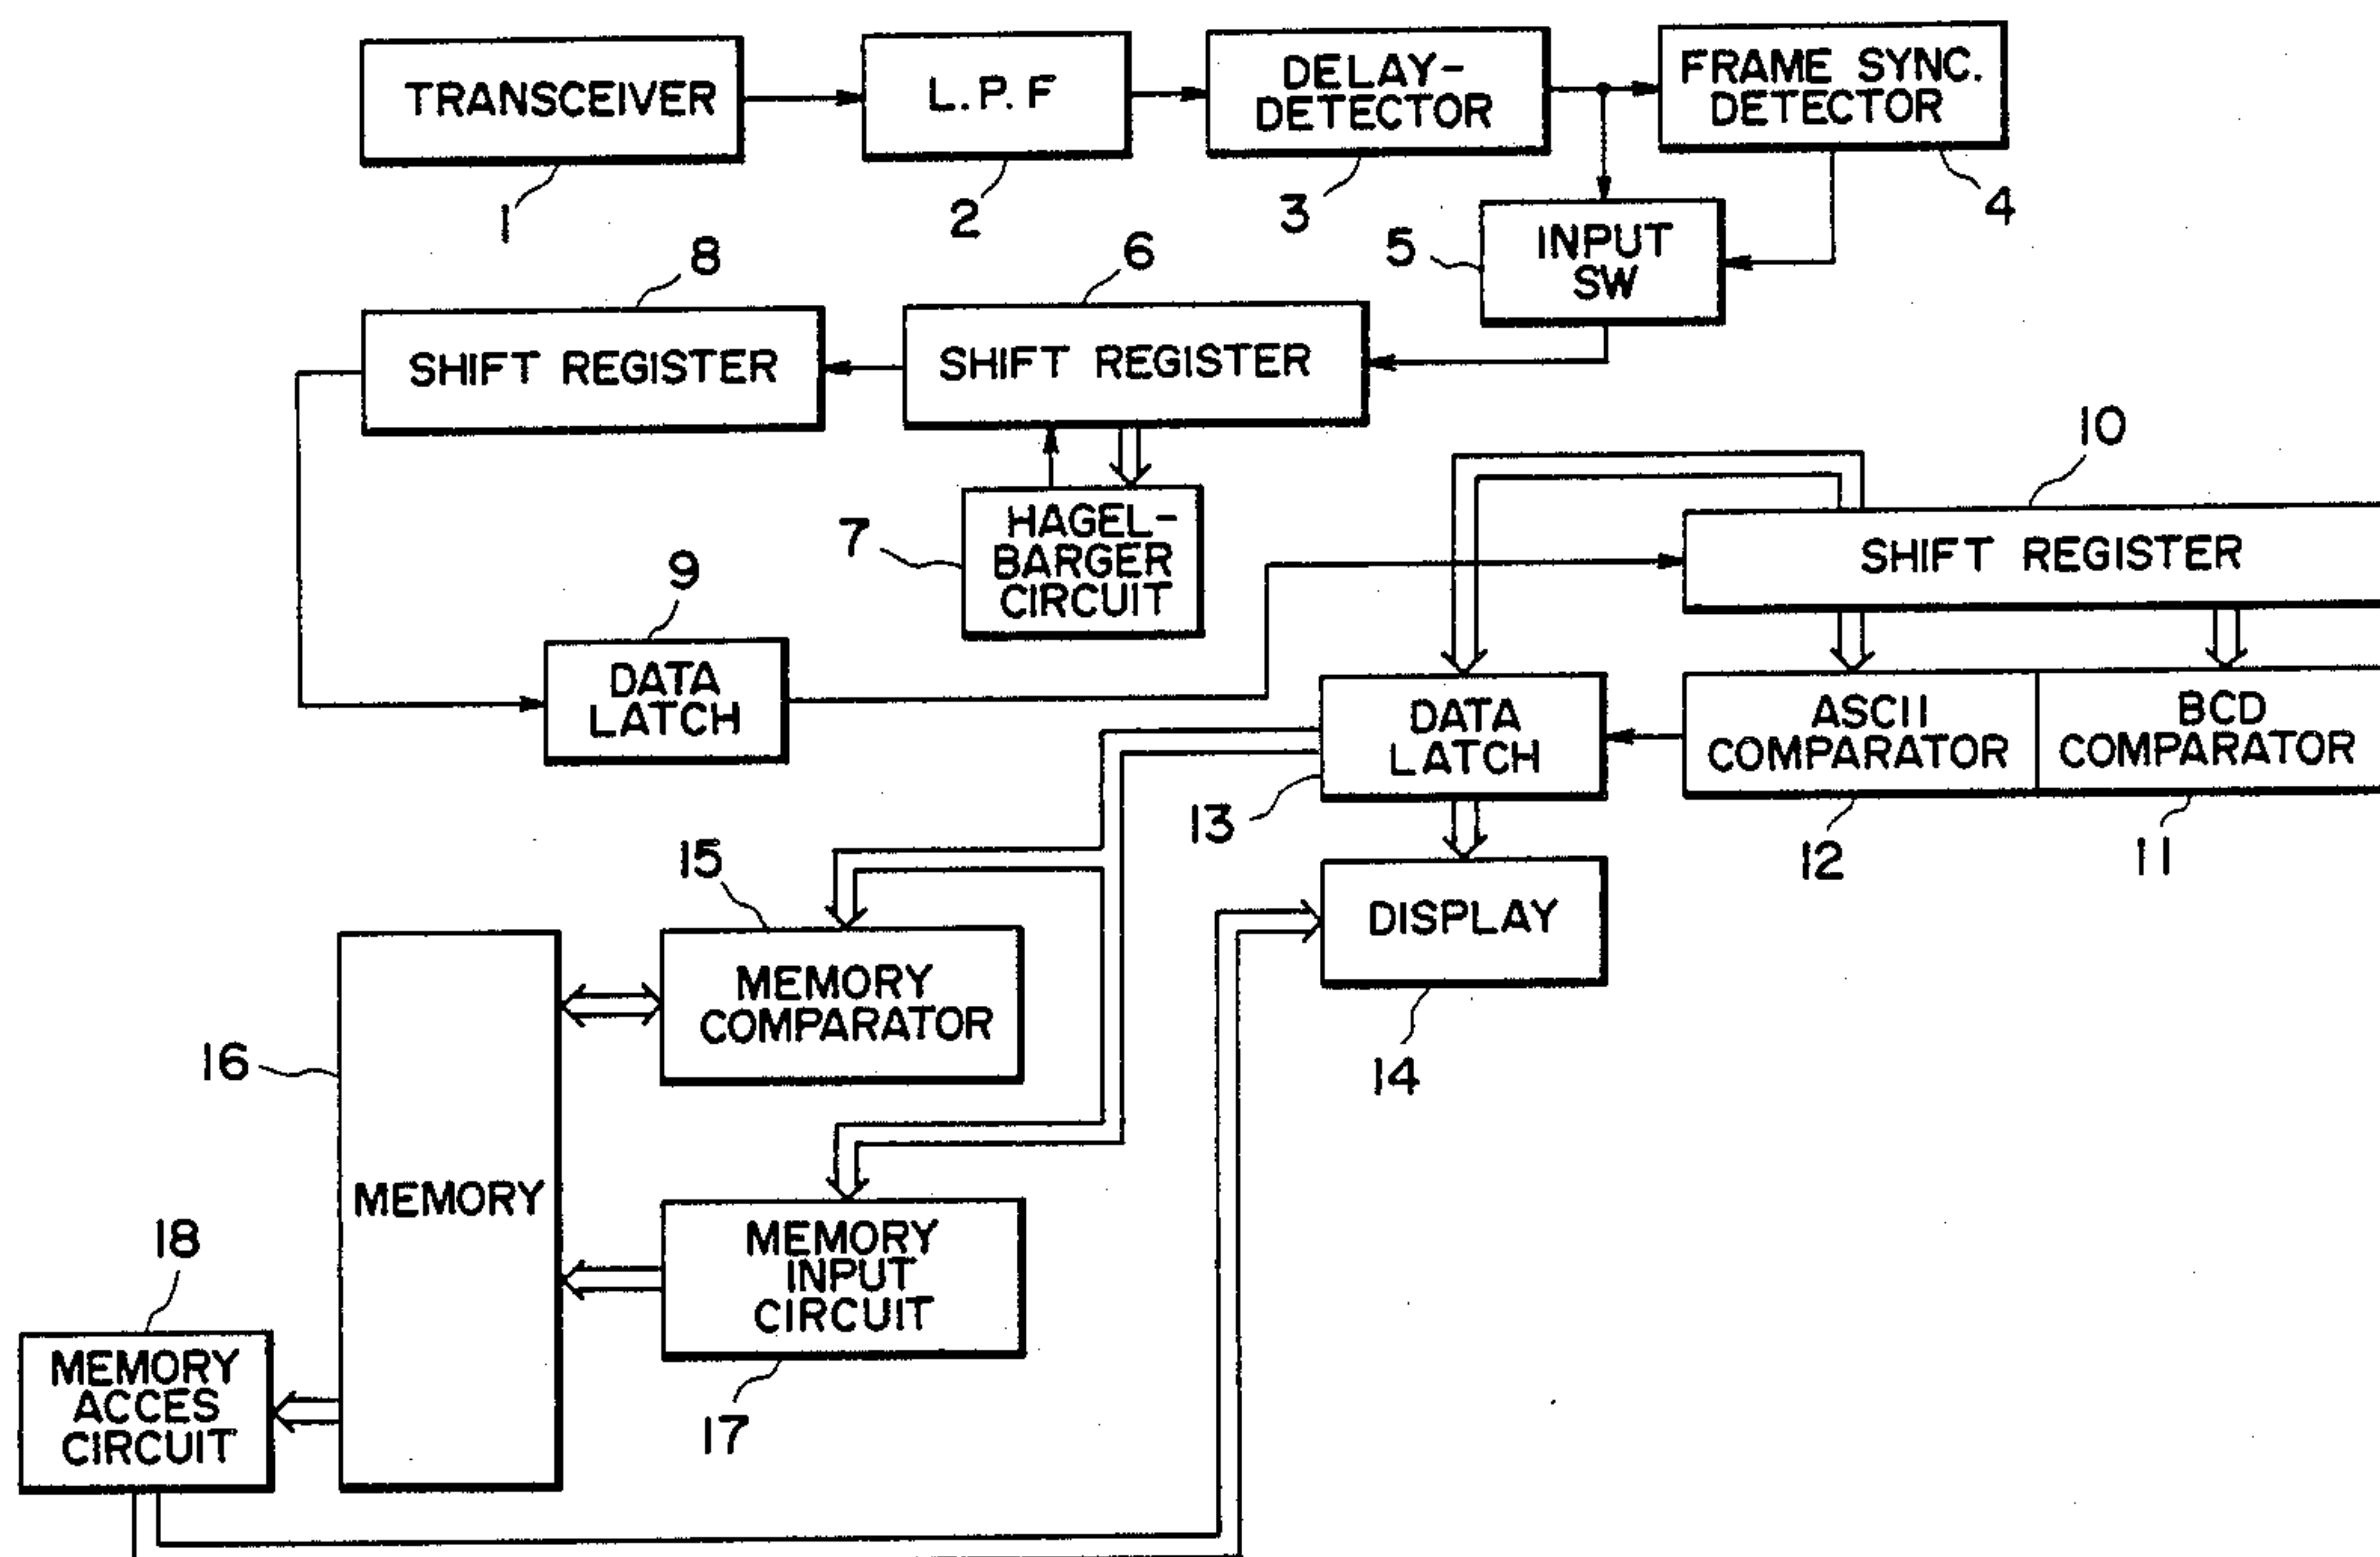 TRANSCEIVER
L.P.F
DELAY-
DETECTOR
FRAME SYNC.
DETECTOR
1
2
3
4
5
INPUT
SW
8
6
SHIFT REGISTER
SHIFT REGISTER
10
7
HAGEL-
BARGER
CIRCUIT
SHIFT REGISTER
9
DATA
LATCH
DATA
LATCH
ASCII
COMPARATOR
BCD
COMPARATOR
13
12
11
15
DISPLAY
MEMORY
COMPARATOR
16
14
MEMORY
18
MEMORY
INPUT
CIRCUIT
MEMORY
ACCES
CIRCUIT
17